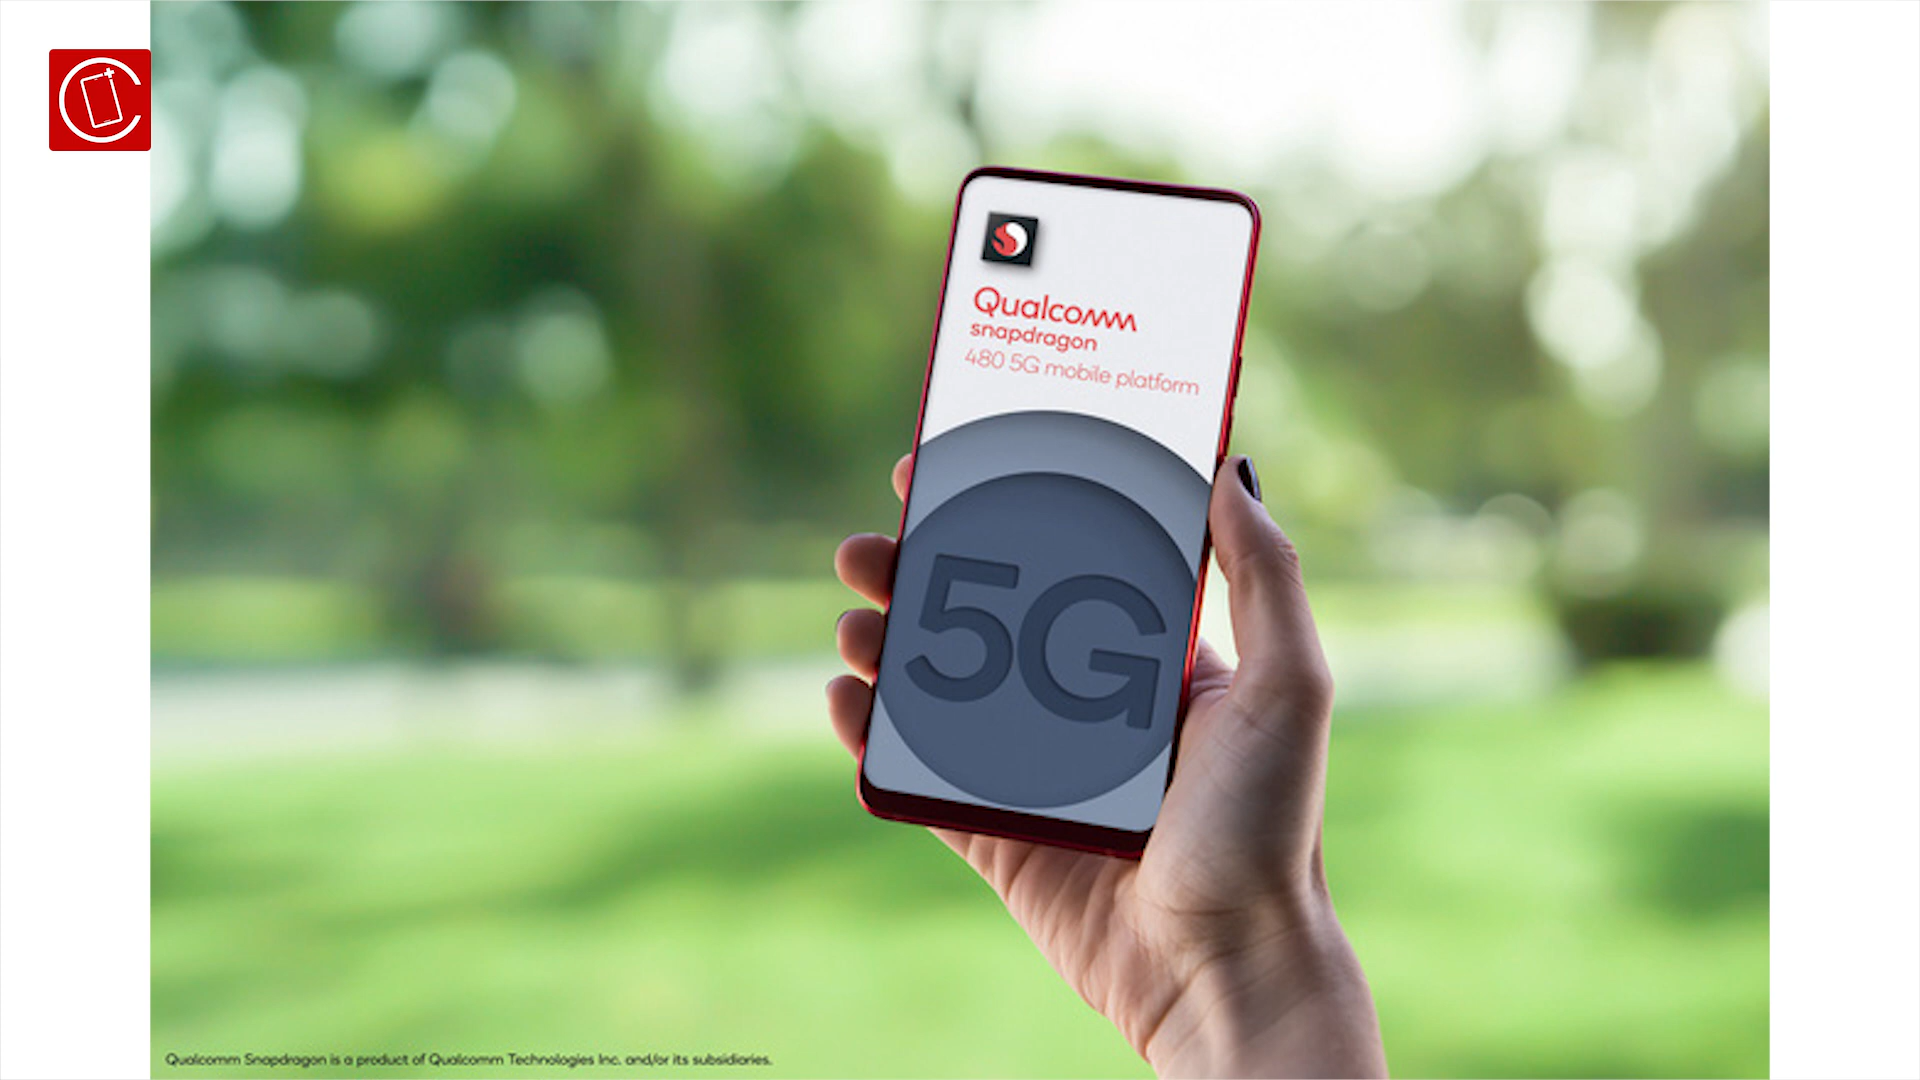 Qualcomm
snapdragon
480 5G mobile platform
5G
Qualcomm Snapdragon is a product of Qualcomm Technologies Inc. and/or its subsidiaries.